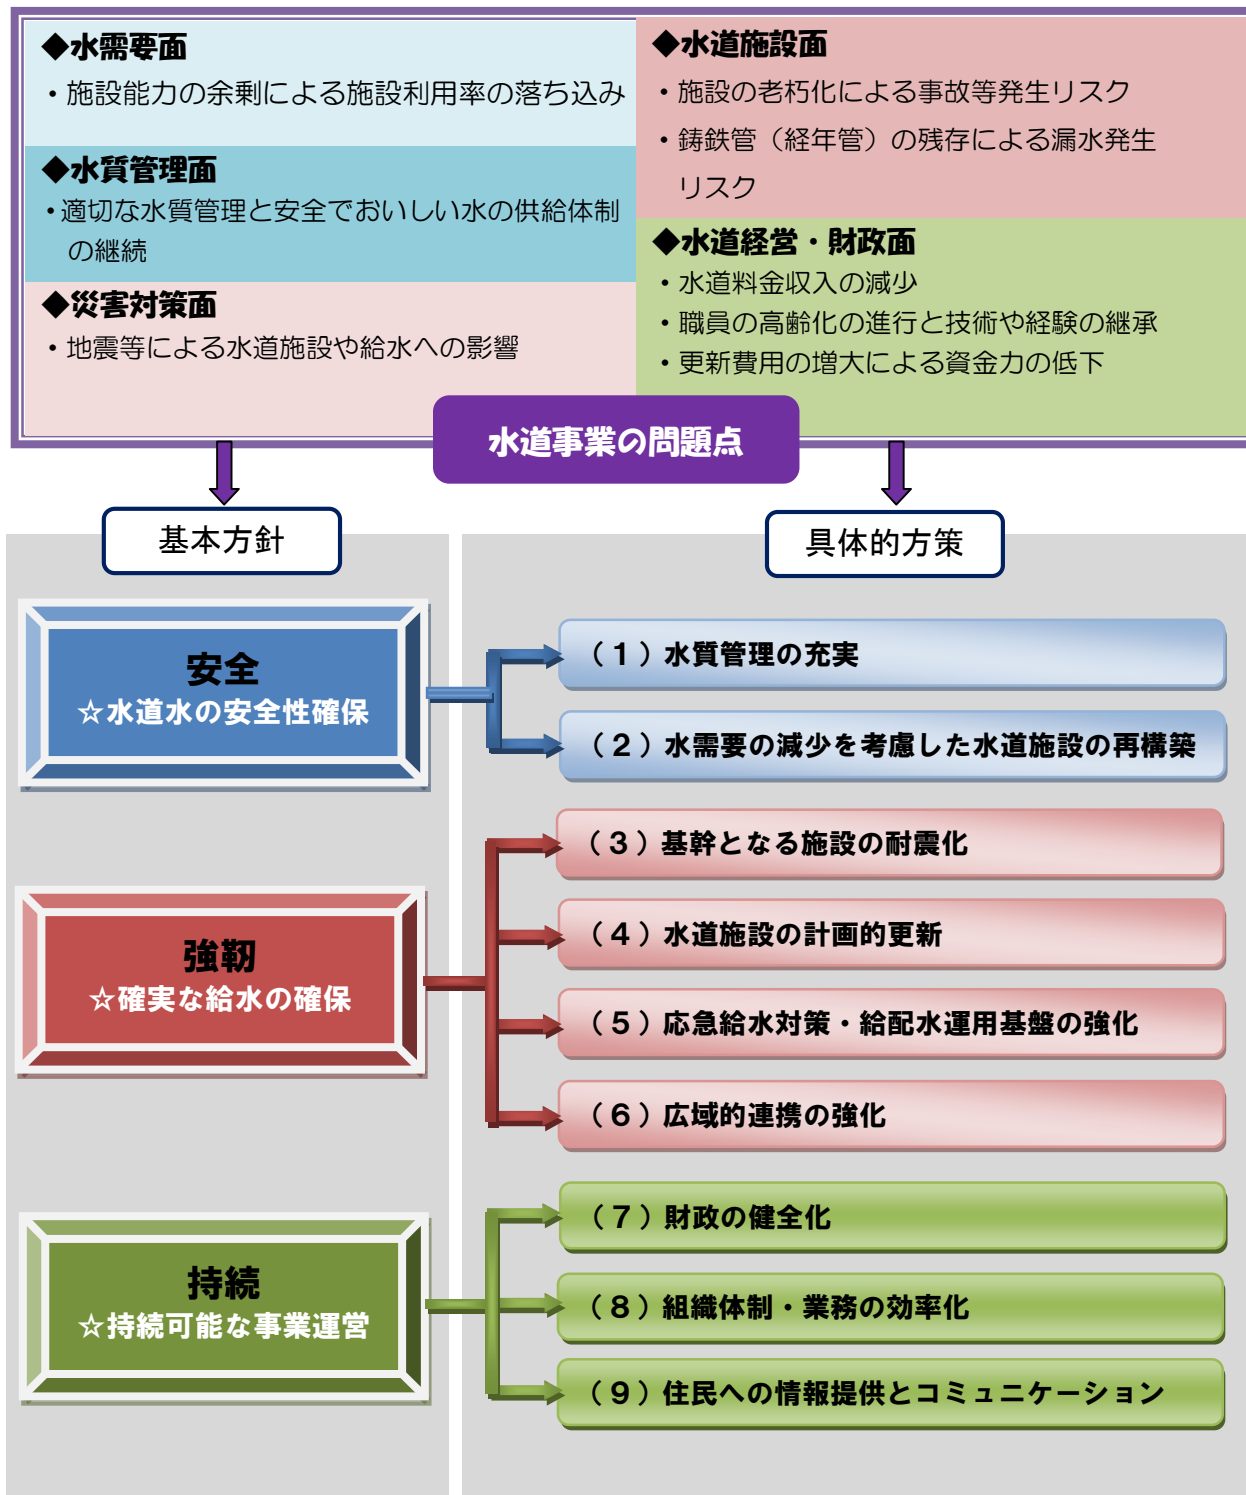 ◆水需要面
・施設能力の余剰による施設利用率の落ち込み
◆水質管理面
・適切な水質管理と安全でおいしい水の供給体制
の継続
◆災害対策面
・地震等による水道施設や給水への影響
◆水道施設面
・施設の老朽化による事故等発生リスク
・鋳鉄管（経年管）の残存による漏水発生
リスク
◆水道経営・財政面
・水道料金収入の減少
・職員の高齢化の進行と技術や経験の継承
・更新費用の増大による資金力の低下
水道事業の問題点
基本方針
具体的方策
安全
☆水道水の安全性確保
（１）水質管理の充実
（２）水需要の減少を考慮した水道施設の再構築
強靭
☆確実な給水の確保
（３）基幹となる施設の耐震化
（４）水道施設の計画的更新
（５）応急給水対策・給配水運用基盤の強化
（６）広域的連携の強化
持続
☆持続可能な事業運営
（７）財政の健全化
（８）組織体制・業務の効率化
（９）住民への情報提供とコミュニケーション